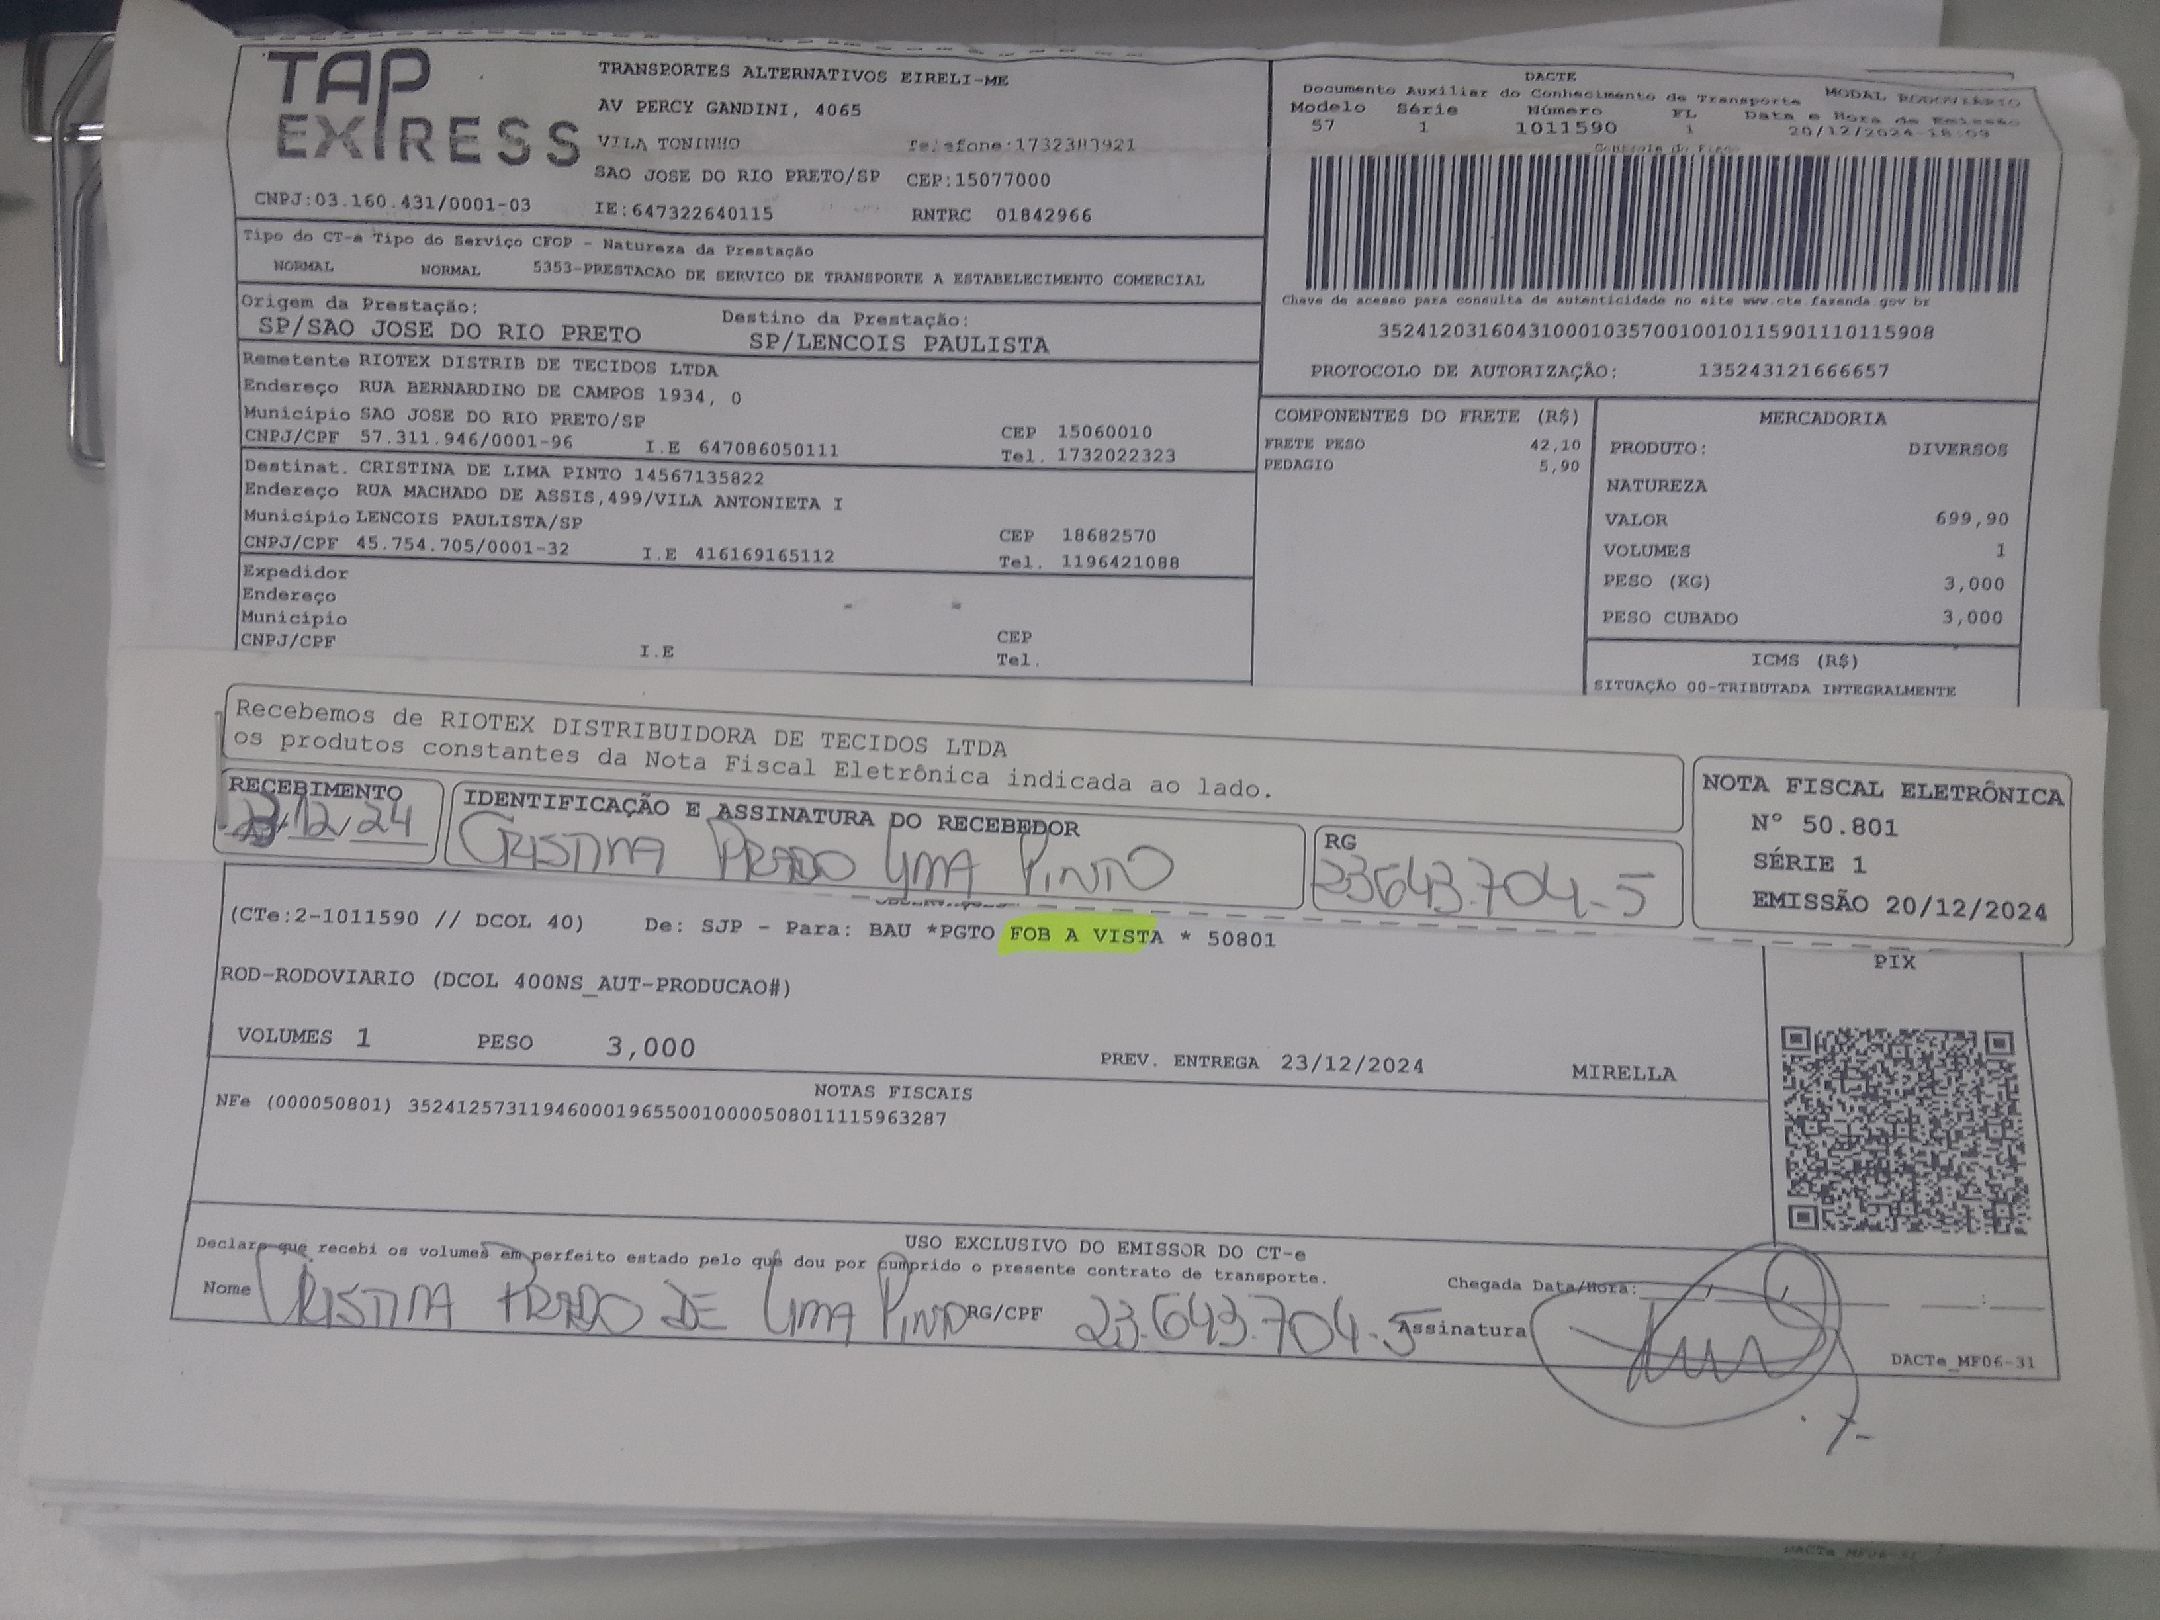 TAP EXPRESS
TRANSPORTES ALTERNATIVOS EIRELI-ME
AV PERCY GANDINI, 4065
VILA TONINHO
SAO JOSE DO RIO PRETO/SP CEP:15077000
CNPJ:03.160.431/0001-03 IE:647322640115 RNTRC 01842966
DACTE
Documento Auxiliar do Conhecimento de Transporte MODAL RODOVIÁRIO
Modelo Série Número FL Data e Hora de Emissão
57 1 1011590 1 20/12/2024
Controle do Fisco
Chave de acesso para consulta de autenticidade no site www.cte.fazenda.gov.br
35241203160431000103570010010115901110115908
PROTOCOLO DE AUTORIZAÇÃO: 135243121666657
Tipo do CT-e Tipo do Serviço CFOP - Natureza da Prestação
NORMAL NORMAL 5353-PRESTACAO DE SERVICO DE TRANSPORTE A ESTABELECIMENTO COMERCIAL
Origem da Prestação: Destino da Prestação:
SP/SAO JOSE DO RIO PRETO SP/LENCOIS PAULISTA
Remetente RIOTEX DISTRIB DE TECIDOS LTDA
Endereço RUA BERNARDINO DE CAMPOS 1934, 0
Município SAO JOSE DO RIO PRETO/SP CEP 15060010
CNPJ/CPF 57.311.946/0001-96 I.E 647086050111 Tel. 1732022323
Destinat. CRISTINA DE LIMA PINTO 14567135822
Endereço RUA MACHADO DE ASSIS,499/VILA ANTONIETA I
Município LENCOIS PAULISTA/SP CEP 18682570
CNPJ/CPF 45.754.705/0001-32 I.E 416169165112 Tel. 1196421088
Expedidor
Endereço
Município CEP
CNPJ/CPF I.E Tel.
COMPONENTES DO FRETE (R$)
FRETE PESO 42,10
PEDAGIO 5,90
MERCADORIA
PRODUTO: DIVERSOS
NATUREZA
VALOR 699,90
VOLUMES 1
PESO (KG) 3,000
PESO CUBADO 3,000
ICMS (R$)
SITUAÇÃO 00-TRIBUTADA INTEGRALMENTE
Recebemos de RIOTEX DISTRIBUIDORA DE TECIDOS LTDA
os produtos constantes da Nota Fiscal Eletrônica indicada ao lado.
RECEBIMENTO
23/12/24
IDENTIFICAÇÃO E ASSINATURA DO RECEBEDOR
CRISTINA PRADO LIMA PINTO
RG
23643.704-5
NOTA FISCAL ELETRÔNICA
Nº 50.801
SÉRIE 1
EMISSÃO 20/12/2024
(CTe:2-1011590 // DCOL 40) De: SJP - Para: BAU *PGTO FOB A VISTA * 50801
ROD-RODOVIARIO (DCOL 400NS_AUT-PRODUCAO#)
VOLUMES 1 PESO 3,000 PREV. ENTREGA 23/12/2024 MIRELLA
PIX
NOTAS FISCAIS
NFe (000050801) 35241257311946000196550010000508011115963287
USO EXCLUSIVO DO EMISSOR DO CT-e
Declaro que recebi os volumes em perfeito estado pelo que dou por cumprido o presente contrato de transporte.
Chegada Data/Hora: / / :
Nome CRISTINA PRADO DE LIMA PINTO RG/CPF 23.643.704-5 Assinatura
DACTe_MF06-31